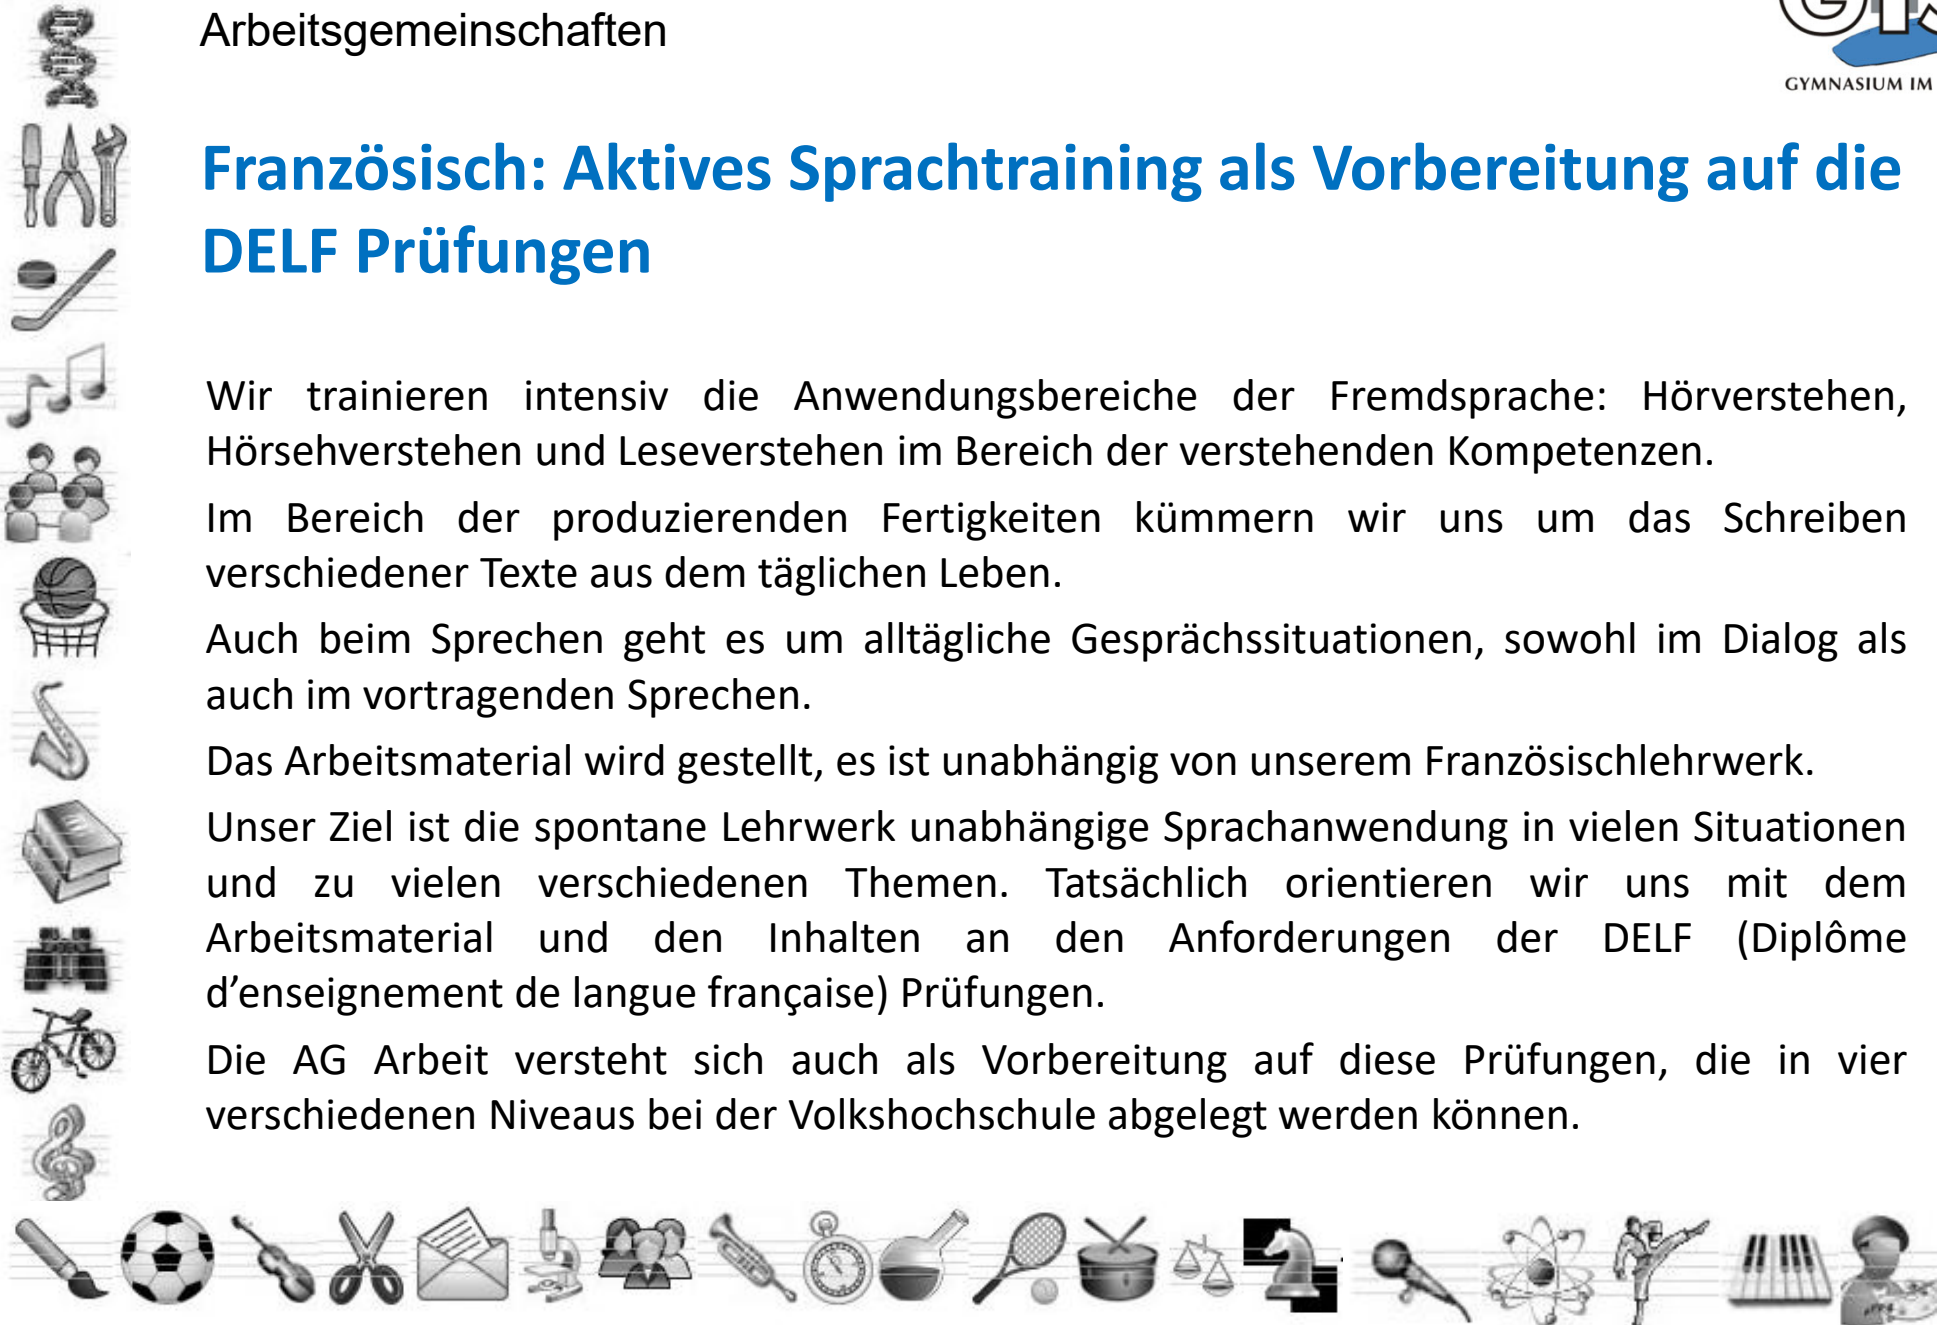 Arbeitsgemeinschaften
GYMNASIUM IM
Französisch: Aktives Sprachtraining als Vorbereitung auf die
DELF Prüfungen
Wir trainieren intensiv die Anwendungsbereiche der Fremdsprache: Hörverstehen,
Hörsehverstehen und Leseverstehen im Bereich der verstehenden Kompetenzen.
Im Bereich der produzierenden Fertigkeiten kümmern wir uns um das Schreiben
verschiedener Texte aus dem täglichen Leben.
Auch beim Sprechen geht es um alltägliche Gesprächssituationen, sowohl im Dialog als
auch im vortragenden Sprechen.
Das Arbeitsmaterial wird gestellt, es ist unabhängig von unserem Französischlehrwerk.
Unser Ziel ist die spontane Lehrwerk unabhängige Sprachanwendung in vielen Situationen
und zu vielen verschiedenen Themen. Tatsächlich orientieren wir uns mit dem
Arbeitsmaterial und den Inhalten an den Anforderungen der DELF (Diplôme
d’enseignement de langue française) Prüfungen.
Die AG Arbeit versteht sich auch als Vorbereitung auf diese Prüfungen, die in vier
verschiedenen Niveaus bei der Volkshochschule abgelegt werden können.